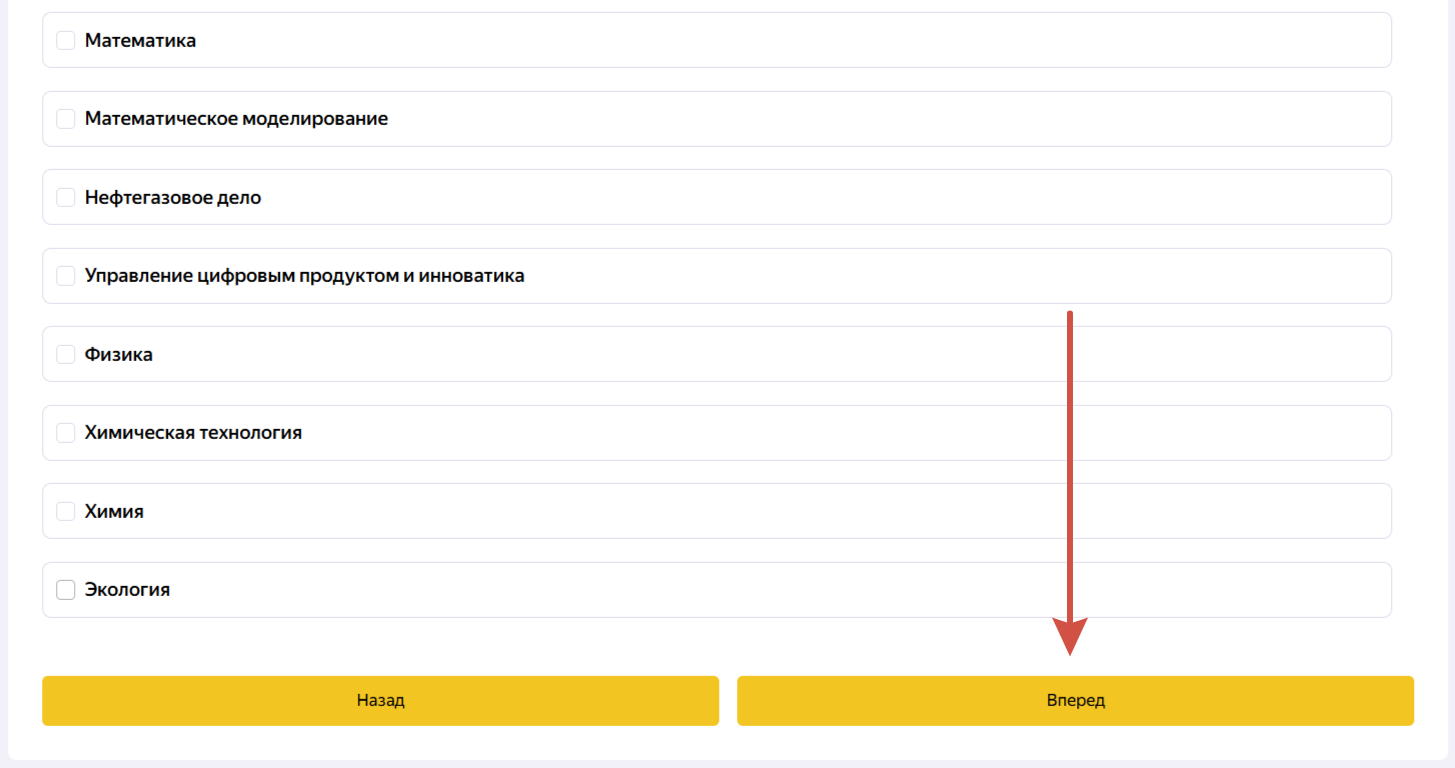 Математика
Математическое моделирование
Нефтегазовое дело
Управление цифровым продуктом и инноватика
Физика
Химическая технология
Химия
Экология
Назад
Вперед